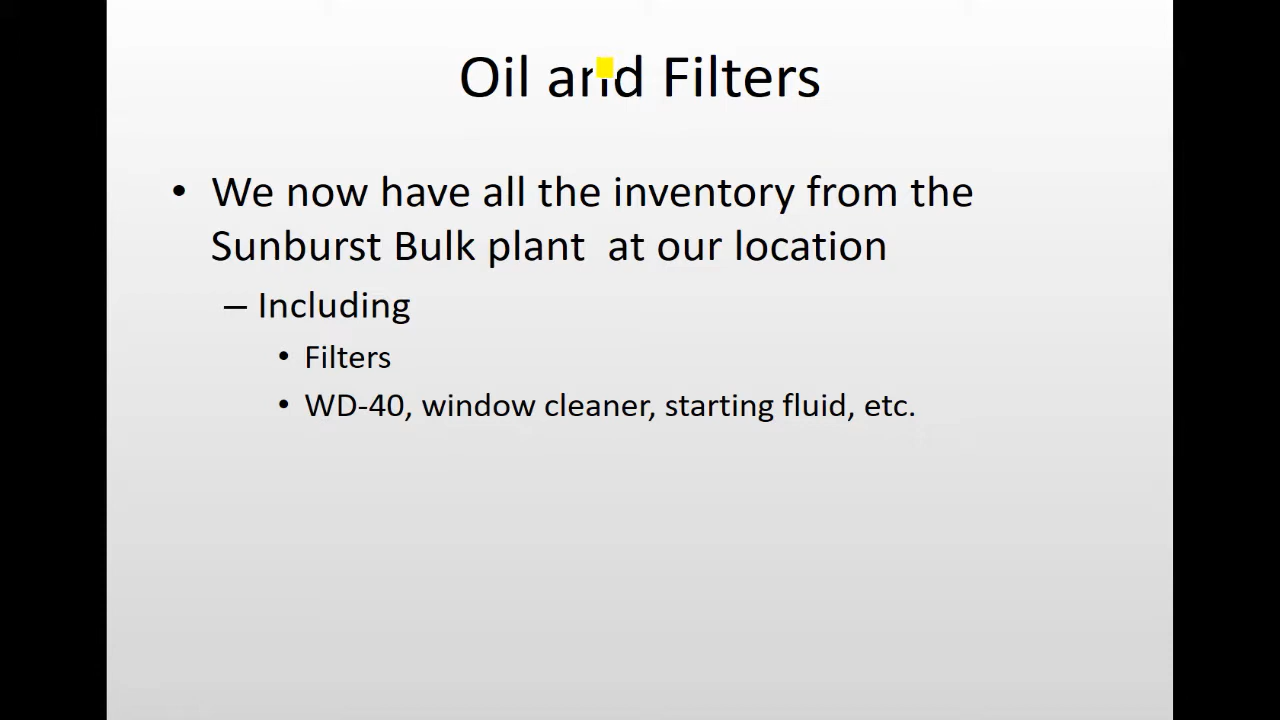 Oil and Filters
• We now have all the inventory from the
Sunburst Bulk plant  at our location
– Including
• Filters
• WD-40, window cleaner, starting fluid, etc.